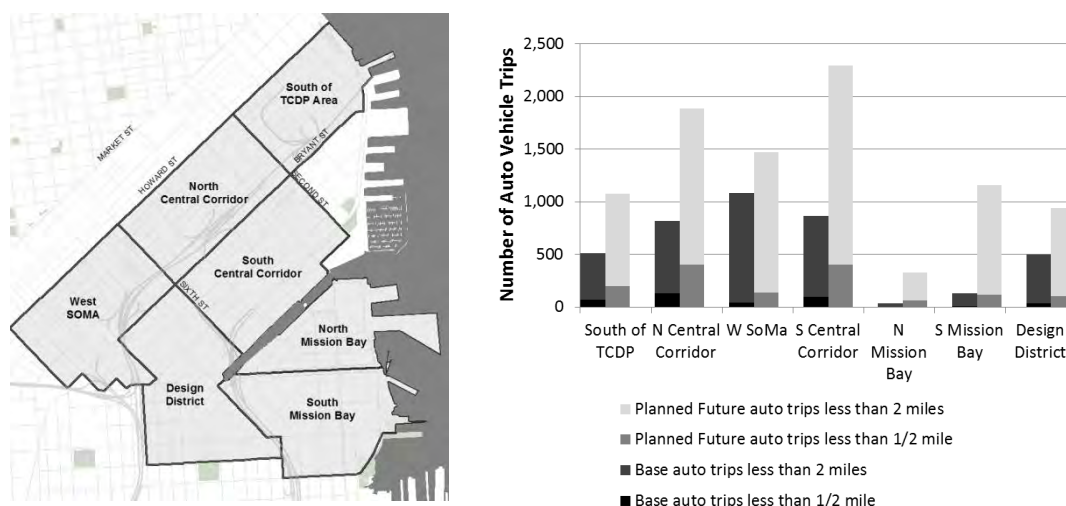 South of
TCDP Area
MARKET ST
HOWARD ST
BRYANT ST
SECOND ST
North
Central Corridor
South
Central Corridor
SIXTH ST
West
SOMA
North
Mission Bay
Design
District
South
Mission Bay
Number of Auto Vehicle Trips
2,500
2,000
1,500
1,000
500
0
South of
TCDP
N Central
Corridor
W SoMa
S Central
Corridor
N
Mission
Bay
S Mission
Bay
Design
District
Planned Future auto trips less than 2 miles
Planned Future auto trips less than 1/2 mile
Base auto trips less than 2 miles
Base auto trips less than 1/2 mile